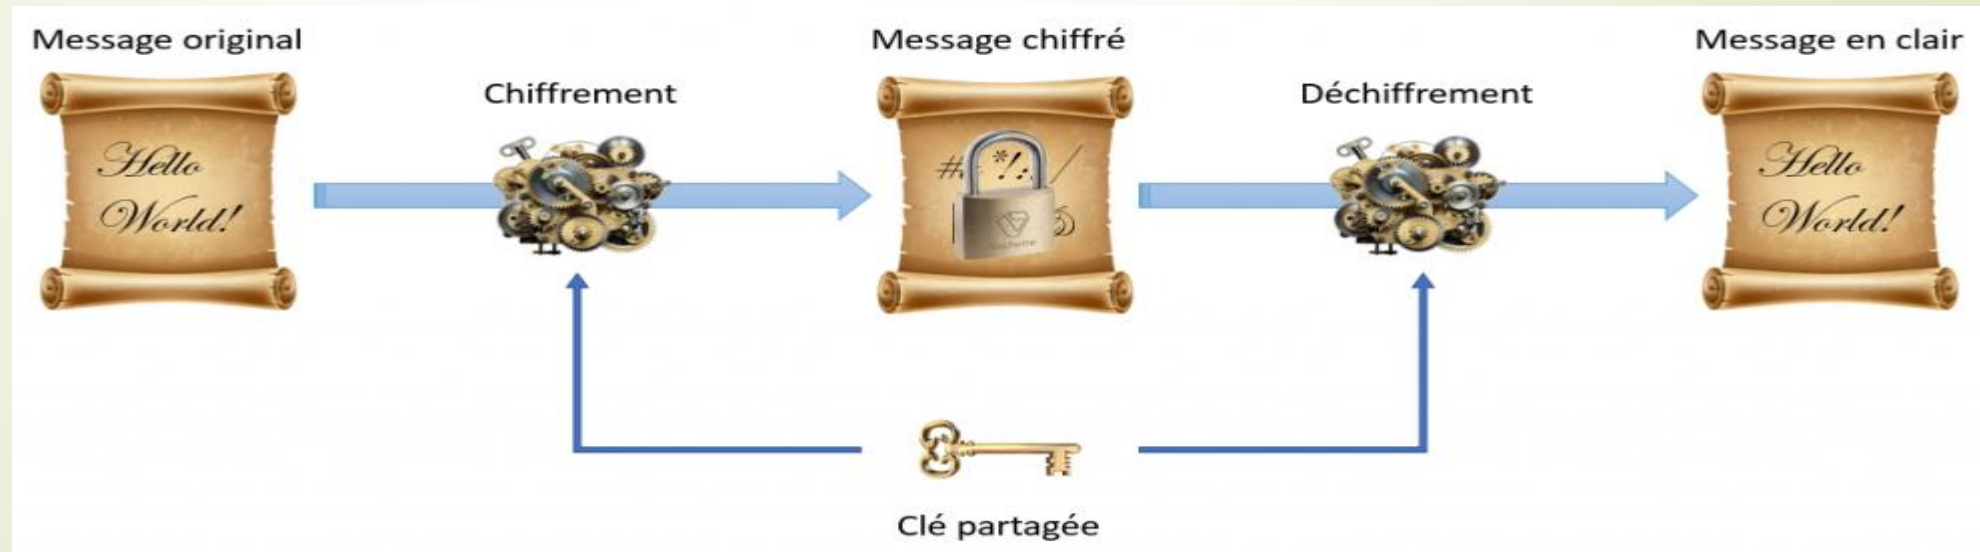 Message original
Message chiffré
Message en clair
Chiffrement
Déchiffrement
Hello
World!
Hello
World!
Clé partagée